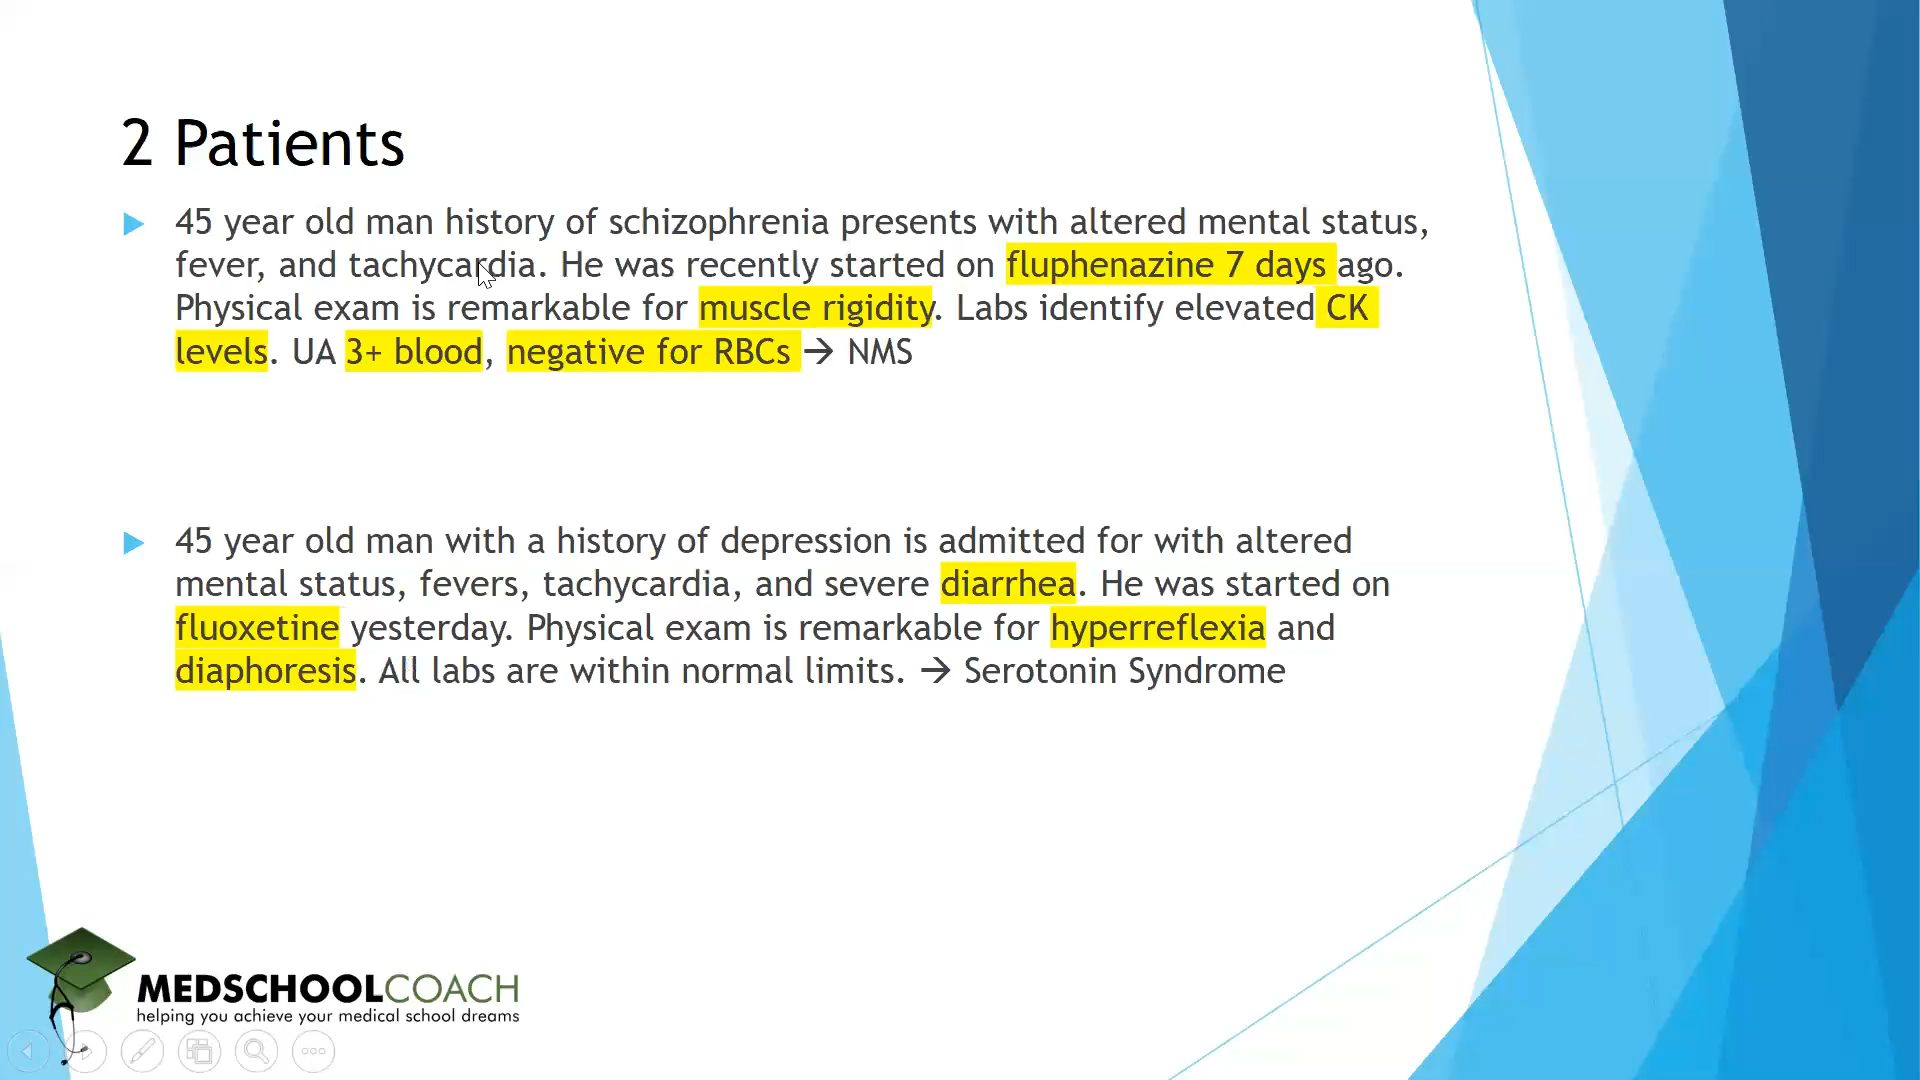 2 Patients
45 year old man history of schizophrenia presents with altered mental status,
fever, and tachycardia. He was recently started on fluphenazine 7 days ago.
Physical exam is remarkable for muscle rigidity. Labs identify elevated CK
levels. UA 3+ blood, negative for RBCs → NMS
45 year old man with a history of depression is admitted for with altered
mental status, fevers, tachycardia, and severe diarrhea. He was started on
fluoxetine yesterday. Physical exam is remarkable for hyperreflexia and
diaphoresis. All labs are within normal limits. → Serotonin Syndrome
MEDSCHOOLCOACH
helping you achieve your medical school dreams